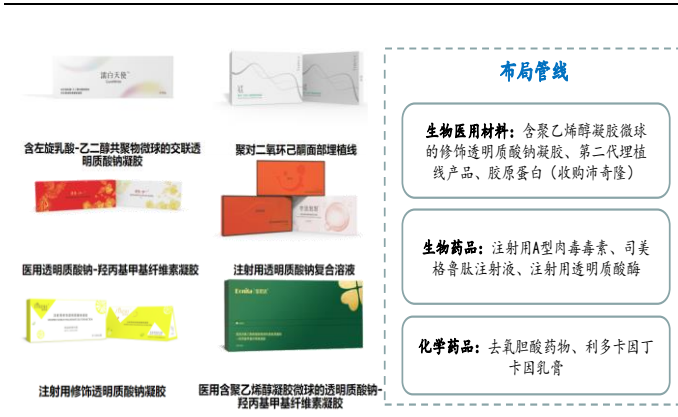 濡白天使
含左旋乳酸-乙二醇共聚物微球的交联透
明质酸钠凝胶
聚对二氧环己酮面部埋植线
医用透明质酸钠-羟丙基甲基纤维素凝胶
注射用透明质酸钠复合溶液
注射用修饰透明质酸钠凝胶
医用含聚乙烯醇凝胶微球的透明质酸钠-
羟丙基甲基纤维素凝胶
布局管线
生物医用材料：含聚乙烯醇凝胶微球
的修饰透明质酸钠凝胶、第二代埋植
线产品、胶原蛋白（收购沛奇隆）
生物药品：注射用A型肉毒毒素、司美
格鲁肽注射液、注射用透明质酸酶
化学药品：去氧胆酸药物、利多卡因丁
卡因乳膏